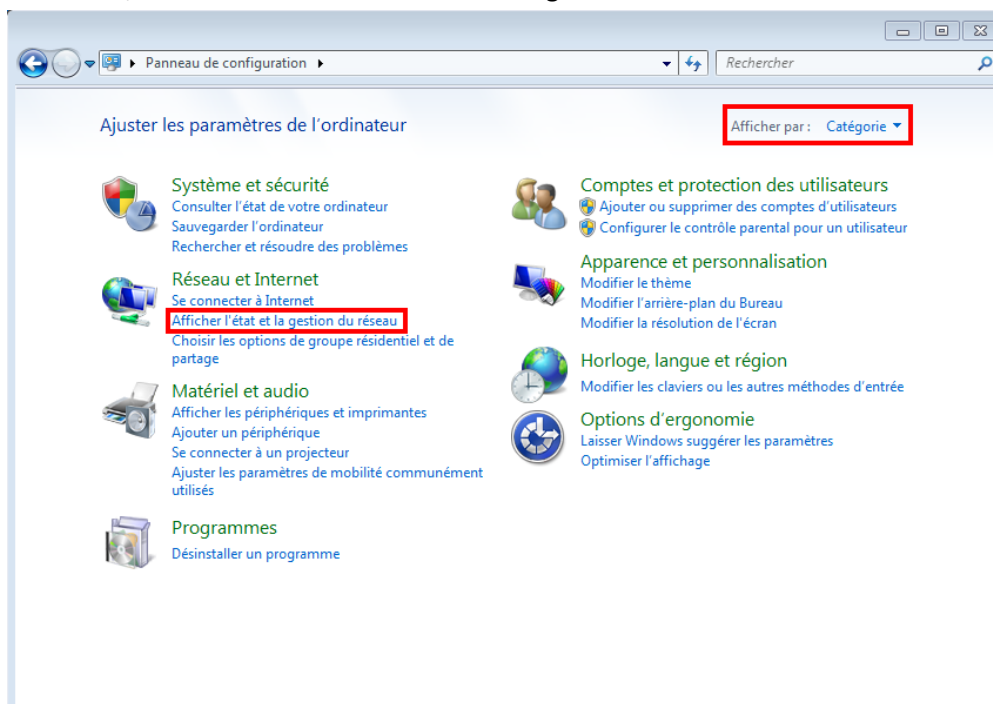 Panneau de configuration
Rechercher
Ajuster les paramètres de l'ordinateur
Afficher par : Catégorie
Système et sécurité
Consulter l'état de votre ordinateur
Sauvegarder l'ordinateur
Rechercher et résoudre des problèmes
Réseau et Internet
Se connecter à Internet
Afficher l'état et la gestion du réseau
Choisir les options de groupe résidentiel et de
partage
Matériel et audio
Afficher les périphériques et imprimantes
Ajouter un périphérique
Se connecter à un projecteur
Ajuster les paramètres de mobilité communément
utilisés
Programmes
Désinstaller un programme
Comptes et protection des utilisateurs
Ajouter ou supprimer des comptes d'utilisateurs
Configurer le contrôle parental pour un utilisateur
Apparence et personnalisation
Modifier le thème
Modifier l'arrière-plan du Bureau
Modifier la résolution de l'écran
Horloge, langue et région
Modifier les claviers ou les autres méthodes d'entrée
Options d'ergonomie
Laisser Windows suggérer les paramètres
Optimiser l'affichage